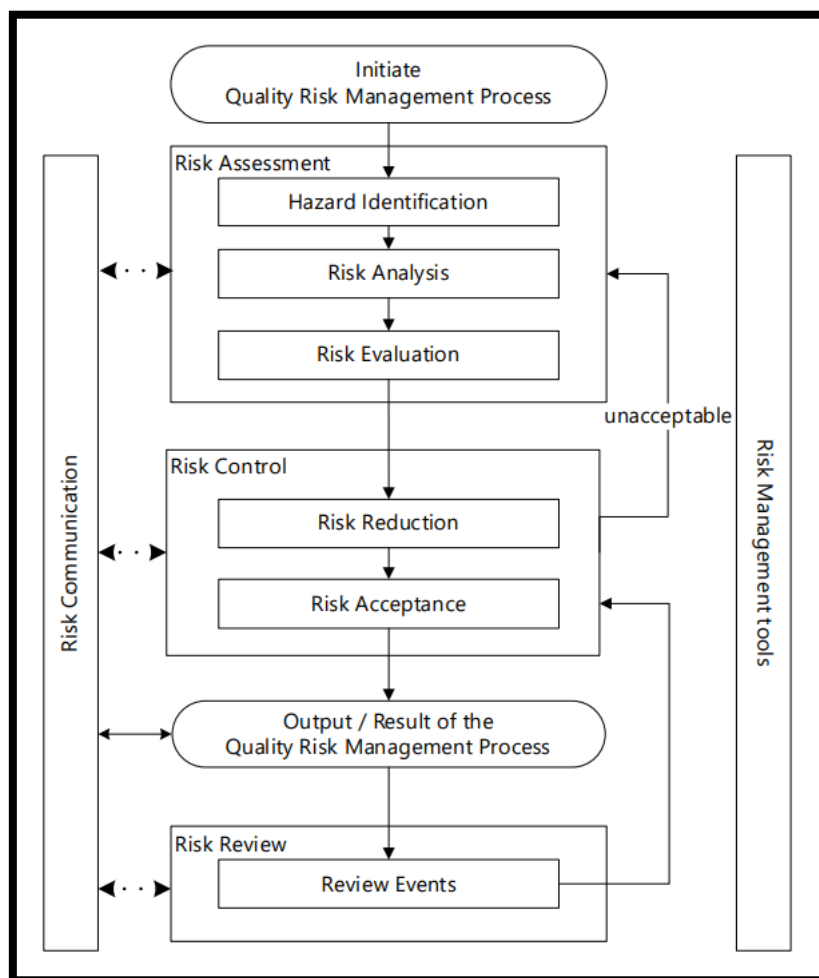 Initiate
Quality Risk Management Process
Risk Assessment
Hazard Identification
Risk Analysis
Risk Evaluation
unacceptable
Risk Control
Risk Reduction
Risk Acceptance
Output / Result of the
Quality Risk Management Process
Risk Review
Review Events
Risk Communication
Risk Management tools